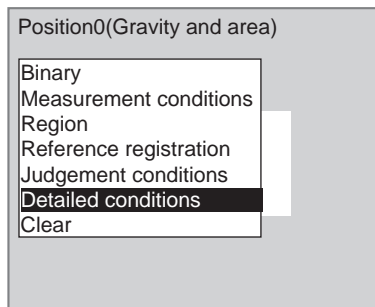 Position0(Gravity and area)
Binary
Measurement conditions
Region
Reference registration
Judgement conditions
Detailed conditions
Clear